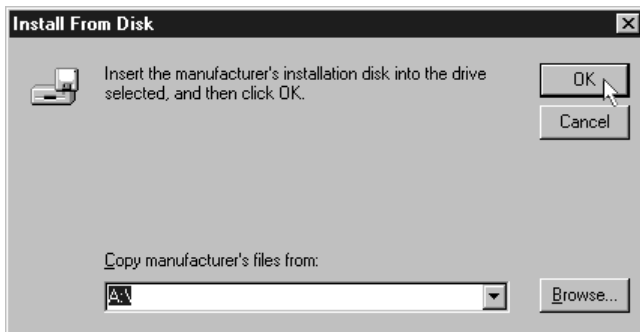 Install From Disk
Insert the manufacturer's installation disk into the drive
selected, and then click OK.
OK
Cancel
Copy manufacturer's files from:
A:\
Browse...